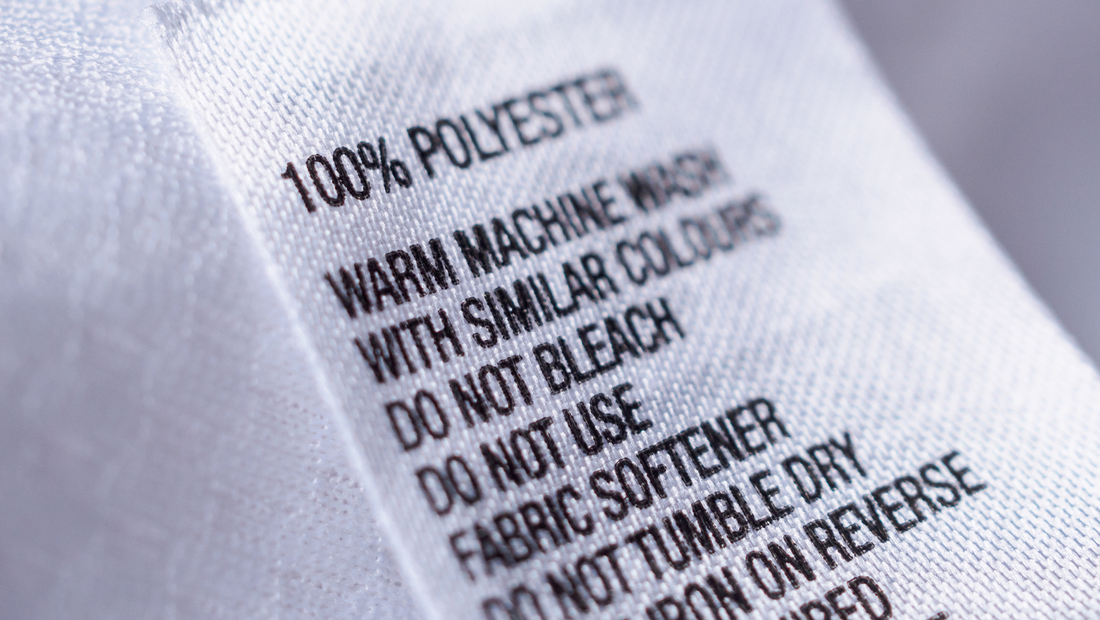 100% POLYESTER
WARM MACHINE WASH
WITH SIMILAR COLOURS
DO NOT BLEACH
DO NOT USE
FABRIC SOFTENER
DO NOT TUMBLE DRY
IRON ON REVERSE